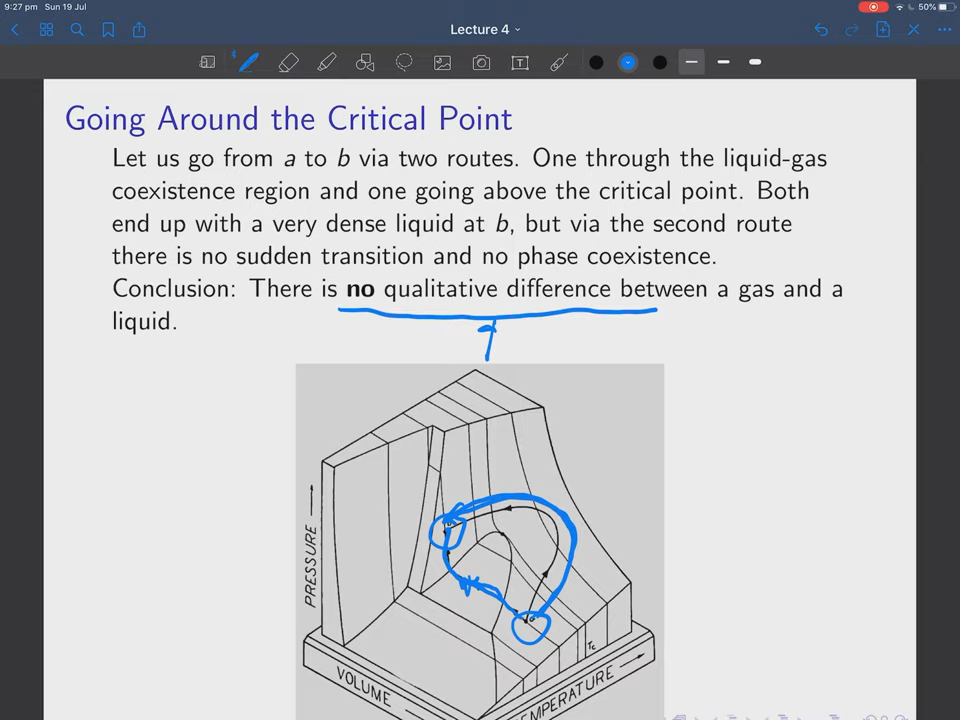 9:27 pm Sun 19 Jul
50%
Lecture 4
T
Going Around the Critical Point
Let us go from a to b via two routes. One through the liquid-gas
coexistence region and one going above the critical point. Both
end up with a very dense liquid at b, but via the second route
there is no sudden transition and no phase coexistence.
Conclusion: There is no qualitative difference between a gas and a
liquid.
PRESSURE
Tc
VOLUME
TEMPERATURE